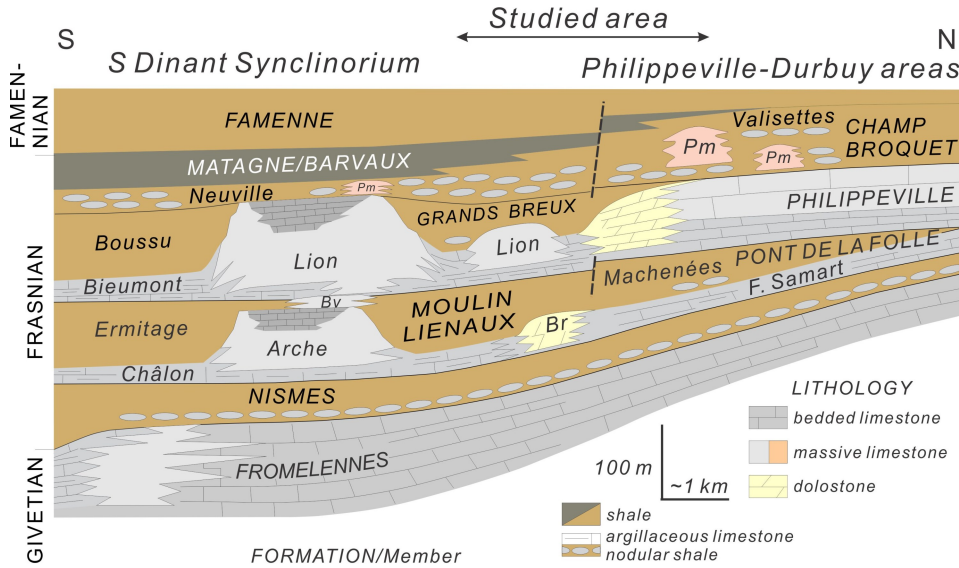 Studied area
S
N
S Dinant Synclinorium
Philippeville-Durbuy areas
FAMEN-
NIAN
FRASNIAN
GIVETIAN
FAMENNE
Valisettes
CHAMP
BROQUET
MATAGNE/BARVAUX
Pm
Pm
Neuville
Pm
GRANDS BREUX
PHILIPPEVILLE
Boussu
Lion
Lion
PONT DE LA FOLLE
Machenées
Bieumont
Bv
F. Samart
MOULIN
LIENAUX
Ermitage
Br
Arche
Châlon
NISMES
LITHOLOGY
bedded limestone
massive limestone
dolostone
100 m
~1 km
FROMELENNES
shale
argillaceous limestone
nodular shale
FORMATION/Member